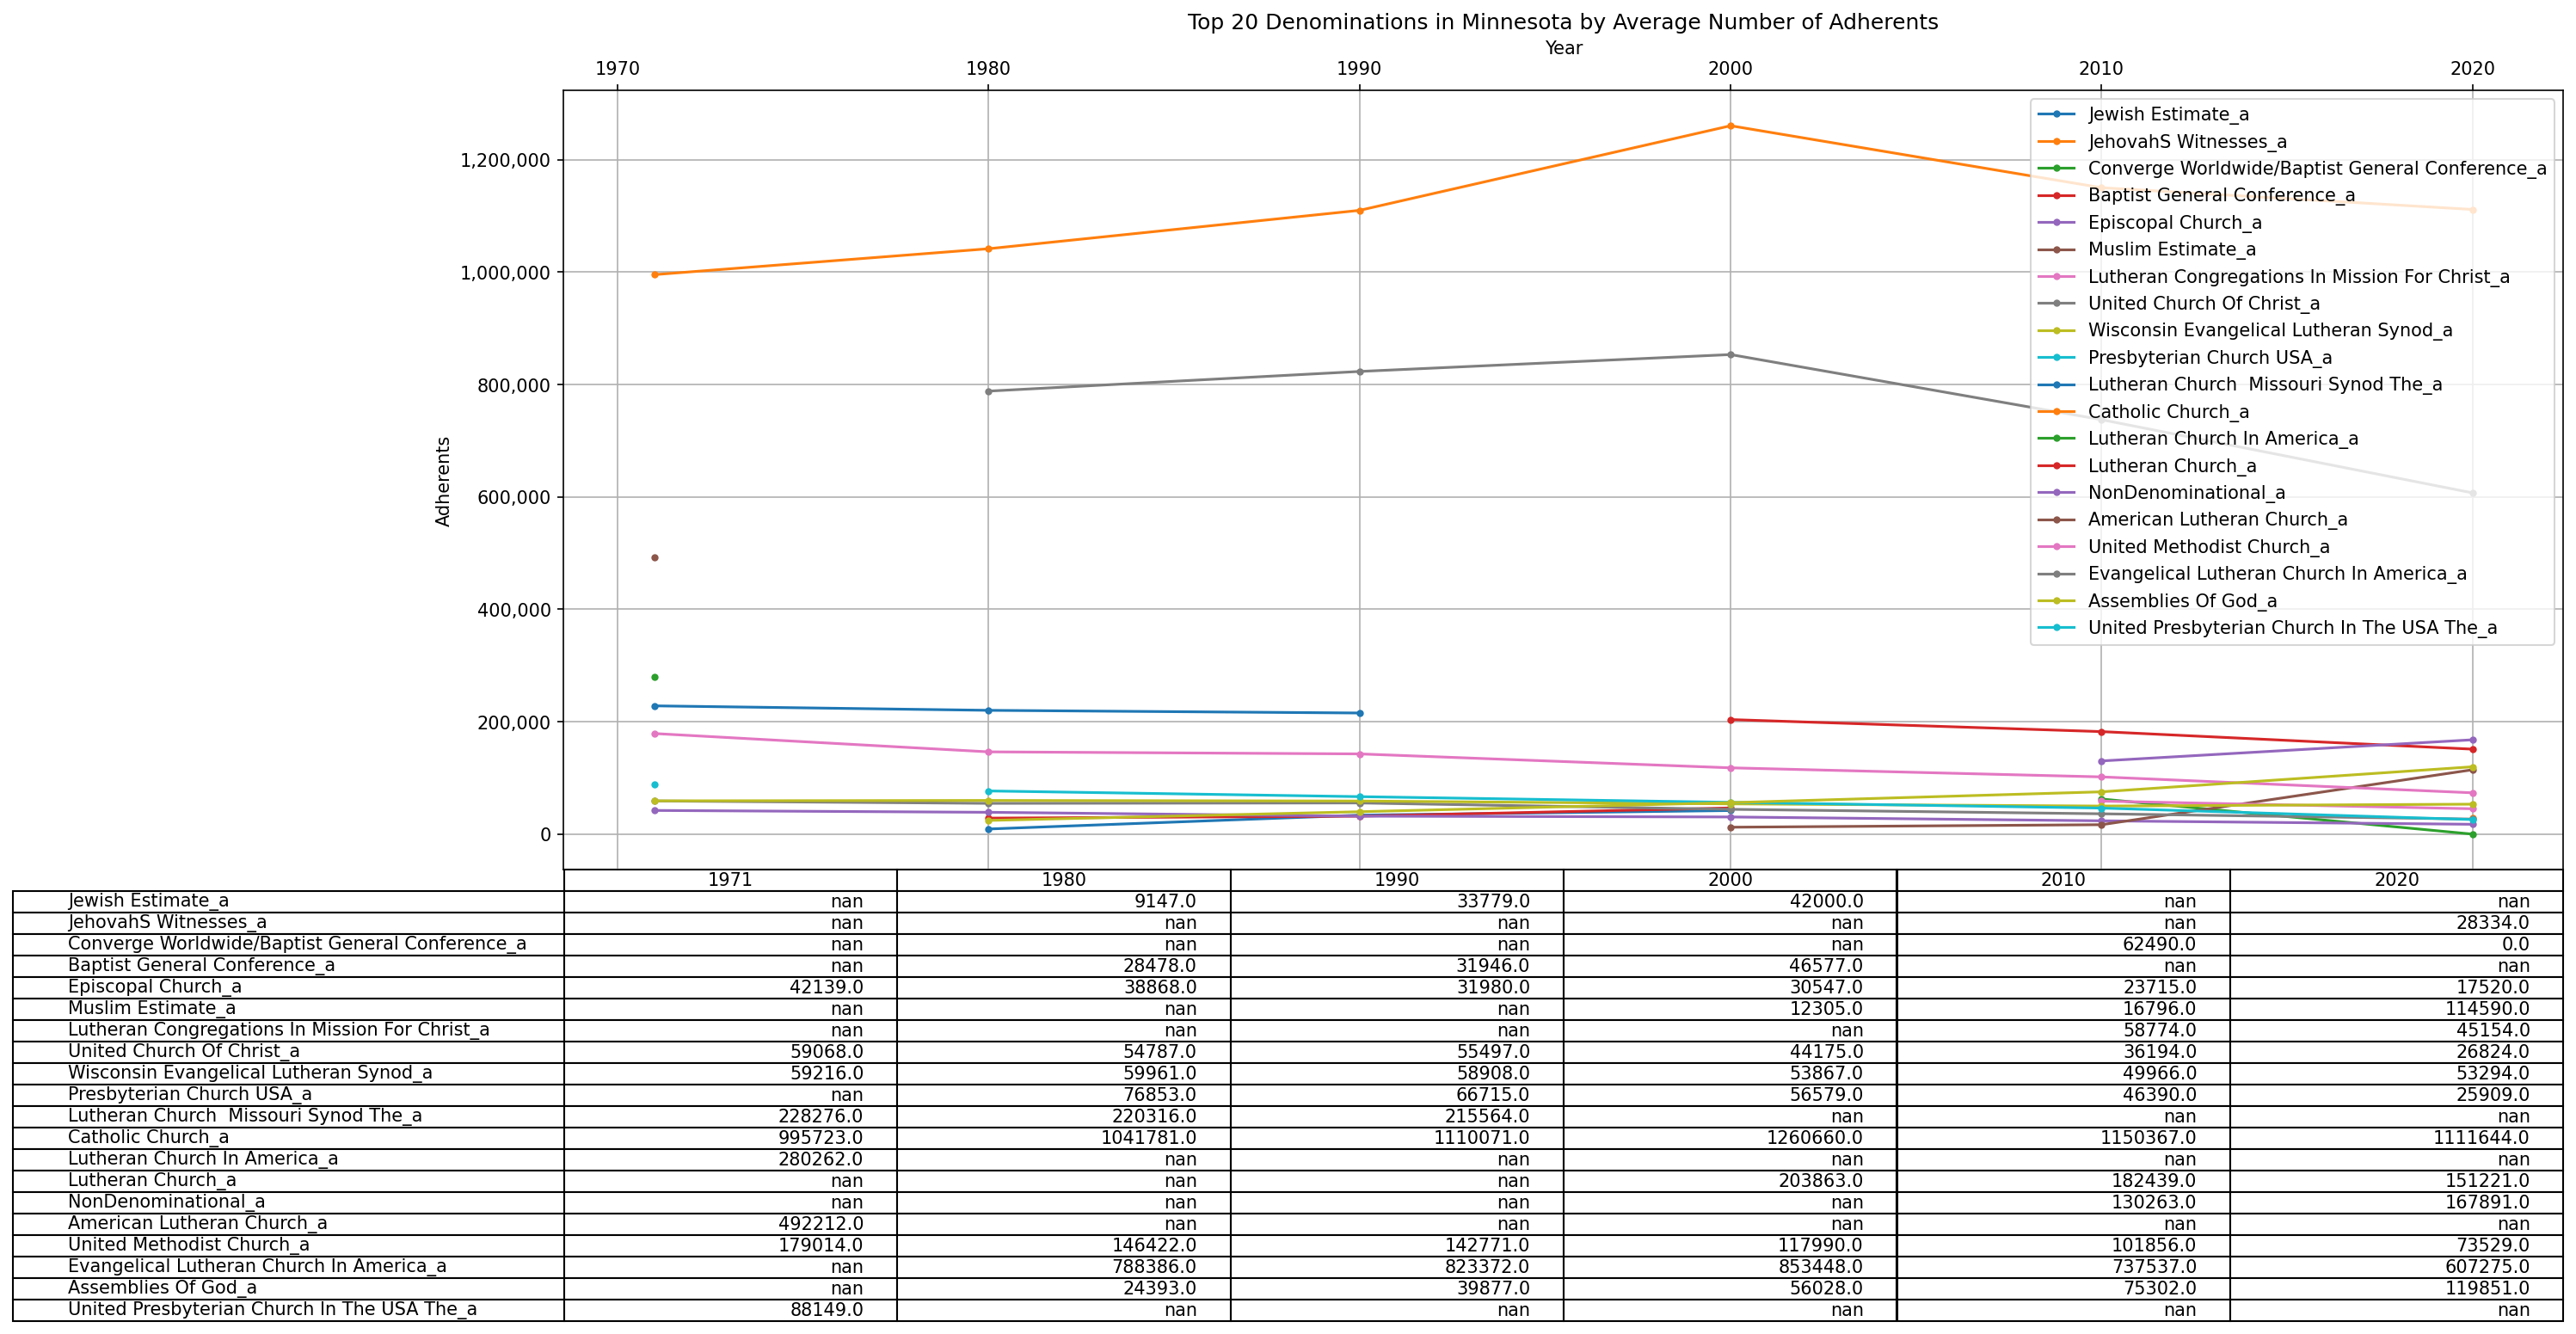 Top 20 Denominations in Minnesota by Average Number of Adherents
Year
1970 1980 1990 2000 2010 2020
1,200,000
1,000,000
800,000
600,000
400,000
200,000
0
Adherents
Jewish Estimate_a
JehovahS Witnesses_a
Converge Worldwide/Baptist General Conference_a
Baptist General Conference_a
Episcopal Church_a
Muslim Estimate_a
Lutheran Congregations In Mission For Christ_a
United Church Of Christ_a
Wisconsin Evangelical Lutheran Synod_a
Presbyterian Church USA_a
Lutheran Church  Missouri Synod The_a
Catholic Church_a
Lutheran Church In America_a
Lutheran Church_a
NonDenominational_a
American Lutheran Church_a
United Methodist Church_a
Evangelical Lutheran Church In America_a
Assemblies Of God_a
United Presbyterian Church In The USA The_a
1971 1980 1990 2000 2010 2020
Jewish Estimate_a nan 9147.0 33779.0 42000.0 nan nan
JehovahS Witnesses_a nan nan nan nan nan 28334.0
Converge Worldwide/Baptist General Conference_a nan nan nan nan 62490.0 0.0
Baptist General Conference_a nan 28478.0 31946.0 46577.0 nan nan
Episcopal Church_a 42139.0 38868.0 31980.0 30547.0 23715.0 17520.0
Muslim Estimate_a nan nan nan 12305.0 16796.0 114590.0
Lutheran Congregations In Mission For Christ_a nan nan nan nan 58774.0 45154.0
United Church Of Christ_a 59068.0 54787.0 55497.0 44175.0 36194.0 26824.0
Wisconsin Evangelical Lutheran Synod_a 59216.0 59961.0 58908.0 53867.0 49966.0 53294.0
Presbyterian Church USA_a nan 76853.0 66715.0 56579.0 46390.0 25909.0
Lutheran Church  Missouri Synod The_a 228276.0 220316.0 215564.0 nan nan nan
Catholic Church_a 995723.0 1041781.0 1110071.0 1260660.0 1150367.0 1111644.0
Lutheran Church In America_a 280262.0 nan nan nan nan nan
Lutheran Church_a nan nan nan 203863.0 182439.0 151221.0
NonDenominational_a nan nan nan nan 130263.0 167891.0
American Lutheran Church_a 492212.0 nan nan nan nan nan
United Methodist Church_a 179014.0 146422.0 142771.0 117990.0 101856.0 73529.0
Evangelical Lutheran Church In America_a nan 788386.0 823372.0 853448.0 737537.0 607275.0
Assemblies Of God_a nan 24393.0 39877.0 56028.0 75302.0 119851.0
United Presbyterian Church In The USA The_a 88149.0 nan nan nan nan nan